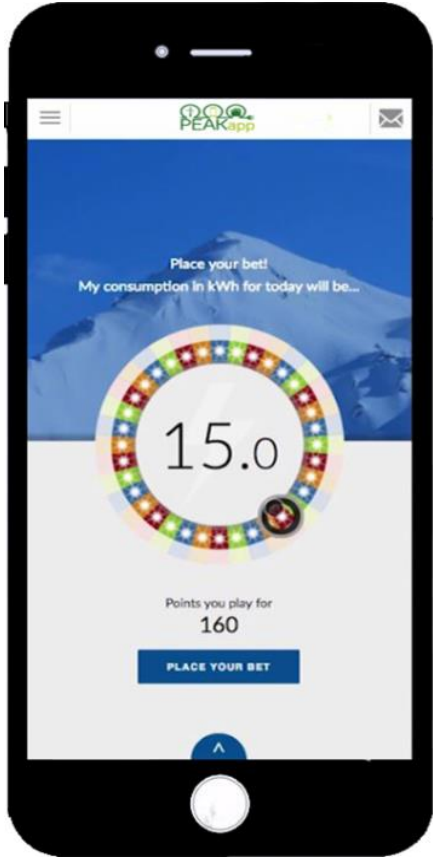 PEAKapp
Place your bet!
My consumption in kWh for today will be...
15.0
Points you play for
160
PLACE YOUR BET